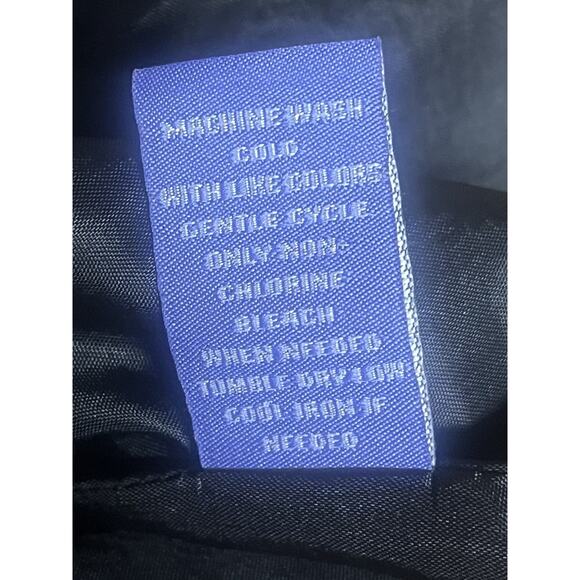 MACHINE WASH
COLD
WITH LIKE COLORS
GENTLE CYCLE
ONLY NON-
CHLORINE
BLEACH
WHEN NEEDED
TUMBLE DRY LOW
COOL IRON IF
NEEDED